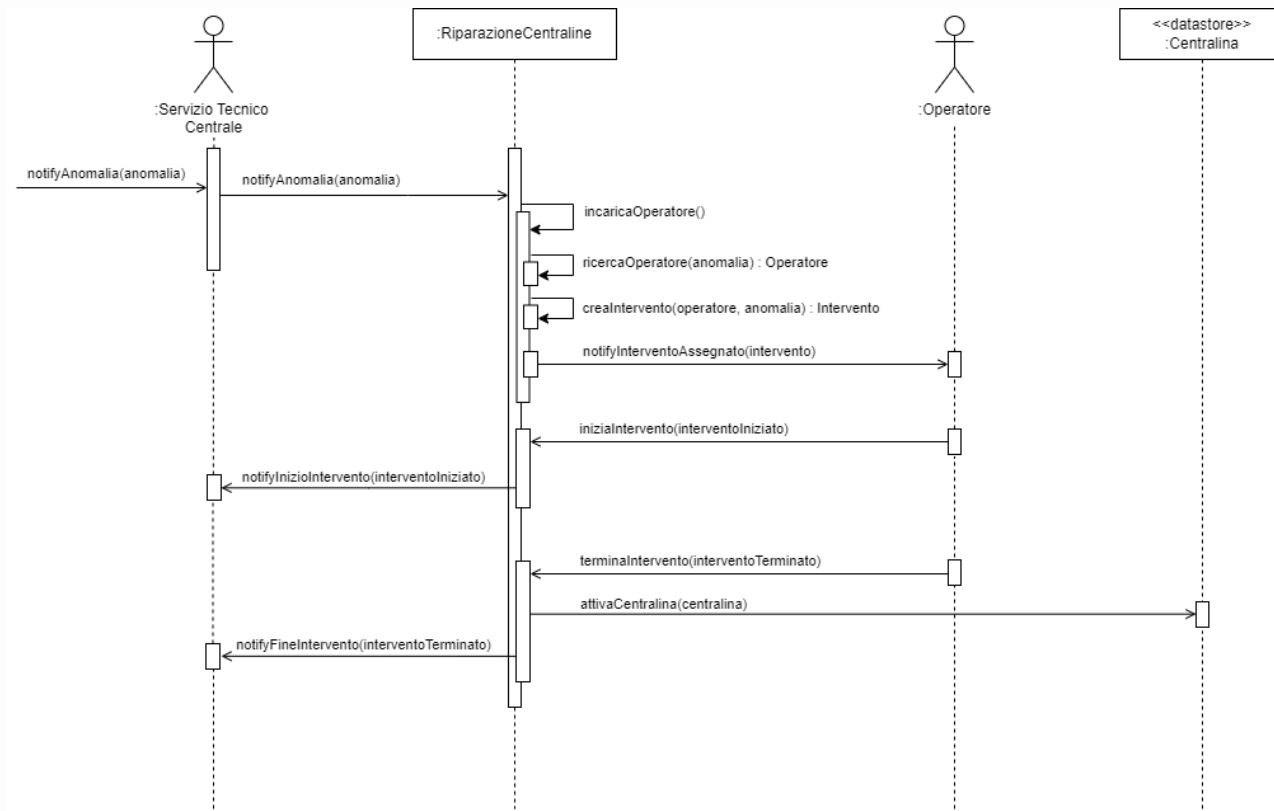 :Servizio Tecnico
Centrale
:RiparazioneCentraline
:Operatore
<<datastore>>
:Centralina
notifyAnomalia(anomalia)
notifyAnomalia(anomalia)
incaricaOperatore()
ricercaOperatore(anomalia) : Operatore
creaIntervento(operatore, anomalia) : Intervento
notifyInterventoAssegnato(intervento)
iniziaIntervento(interventoIniziato)
notifyInizioIntervento(interventoIniziato)
terminaIntervento(interventoTerminato)
attivaCentralina(centralina)
notifyFineIntervento(interventoTerminato)